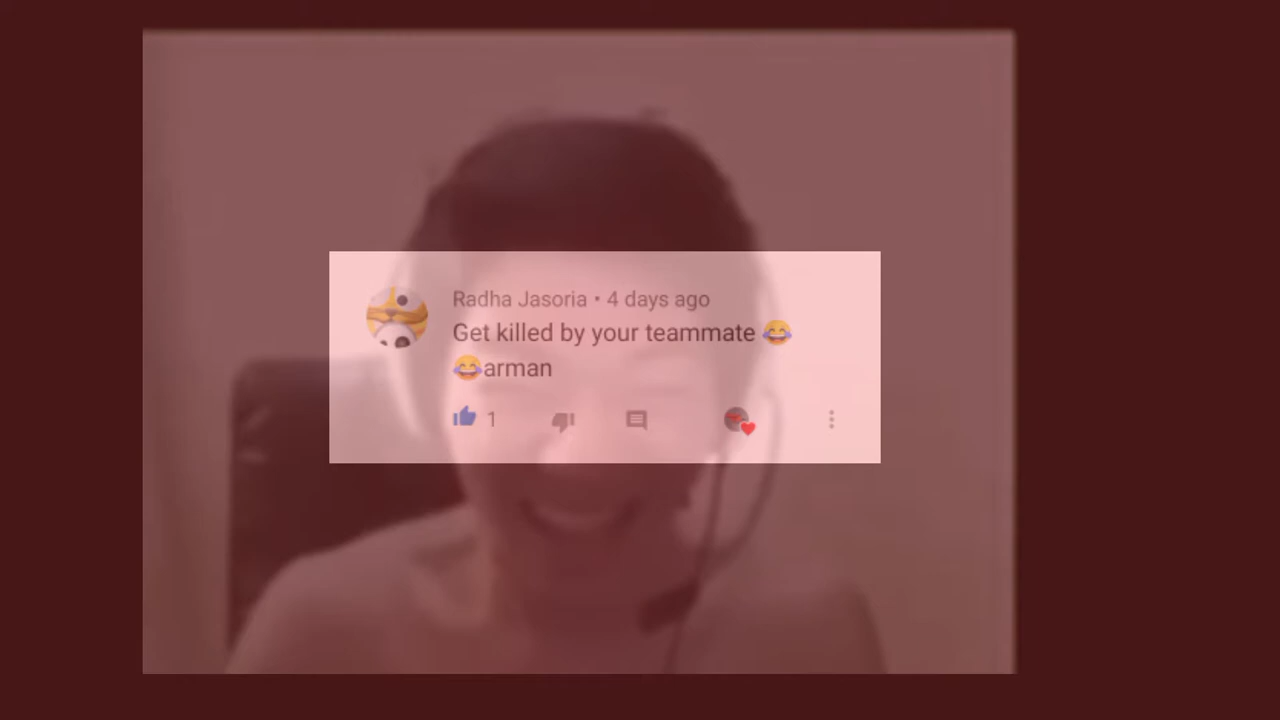 Radha Jasoria • 4 days ago
Get killed by your teammate 😂
😂arman
1